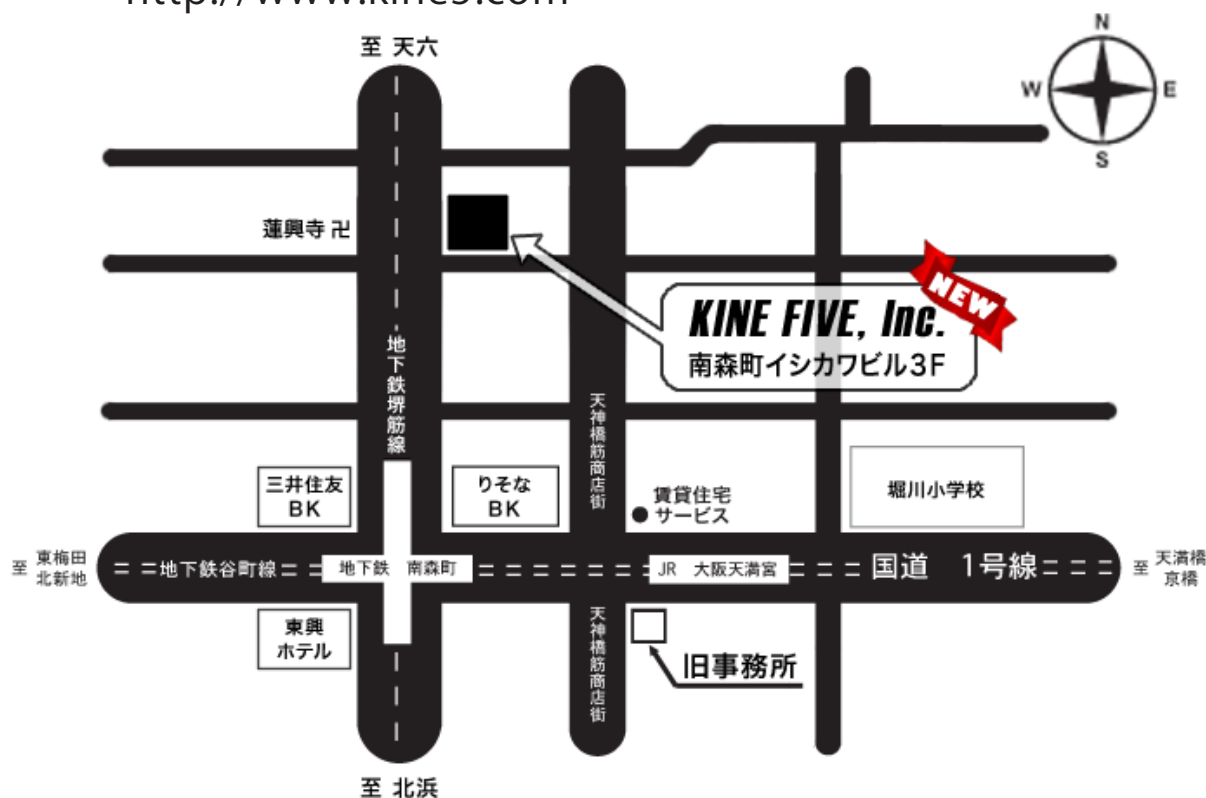 http://www.kine5.com
N
至 天六
W
E
S
蓮興寺 卍
NEW
KINE FIVE, Inc.
南森町イシカワビル3F
地下鉄堺筋線
天神橋筋商店街
三井住友
BK
りそな
BK
賃貸住宅
サービス
堀川小学校
至 東梅田
北新地
地下鉄谷町線
地下鉄 南森町
JR 大阪天満宮
国道 1号線
至 天満橋
京橋
東興
ホテル
天神橋筋商店街
旧事務所
至 北浜